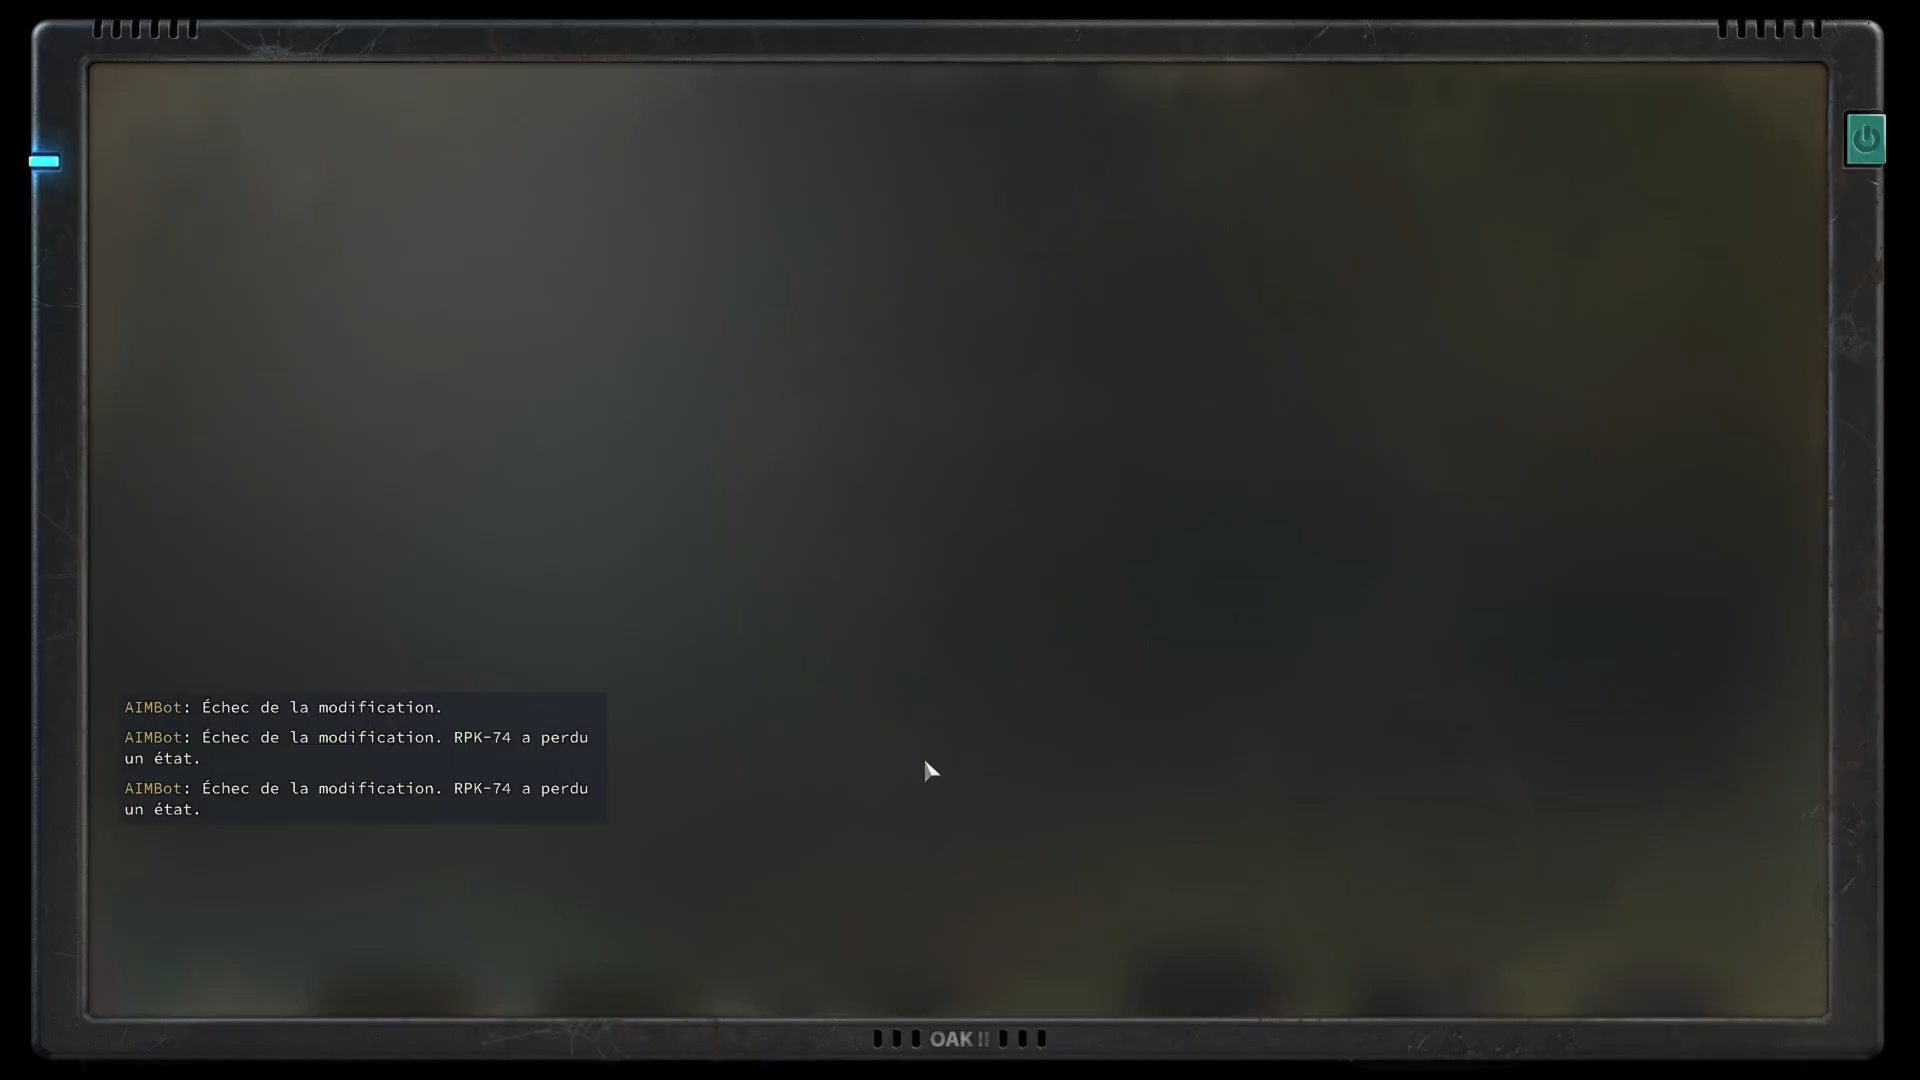 AIMBot: Échec de la modification.
AIMBot: Échec de la modification. RPK-74 a perdu
un état.
AIMBot: Échec de la modification. RPK-74 a perdu
un état.
OAK II